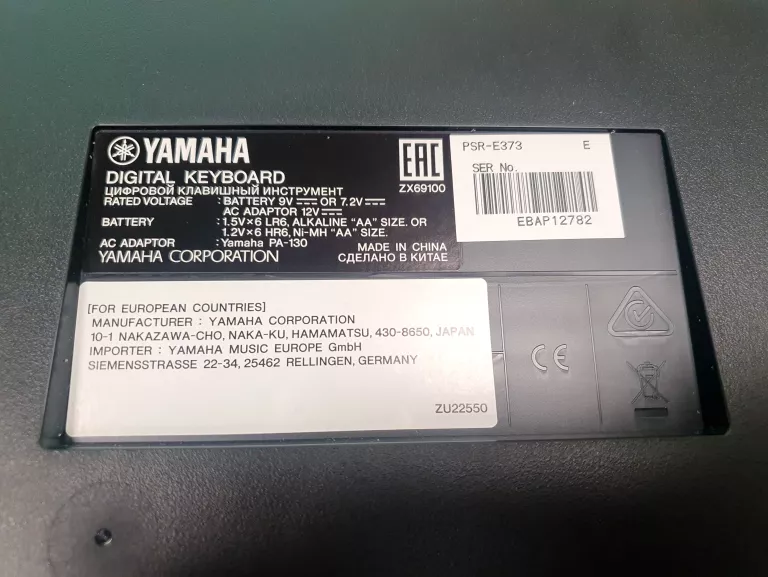 YAMAHA
DIGITAL KEYBOARD
ЦИФРОВОЙ КЛАВИШНЫЙ ИНСТРУМЕНТ
RATED VOLTAGE : BATTERY 9V ⎓ OR 7.2V ⎓
AC ADAPTOR 12V ⎓
BATTERY : 1.5V×6 LR6, ALKALINE "AA" SIZE. OR
1.2V×6 HR6, Ni-MH "AA" SIZE.
AC ADAPTOR : Yamaha PA-130
YAMAHA CORPORATION
EAC
ZX69100
MADE IN CHINA
СДЕЛАНО В КИТАЕ
PSR-E373 E
SER No.
EBAP12782
[FOR EUROPEAN COUNTRIES]
MANUFACTURER : YAMAHA CORPORATION
10-1 NAKAZAWA-CHO, NAKA-KU, HAMAMATSU, 430-8650, JAPAN
IMPORTER : YAMAHA MUSIC EUROPE GmbH
SIEMENSSTRASSE 22-34, 25462 RELLINGEN, GERMANY
ZU22550
CE